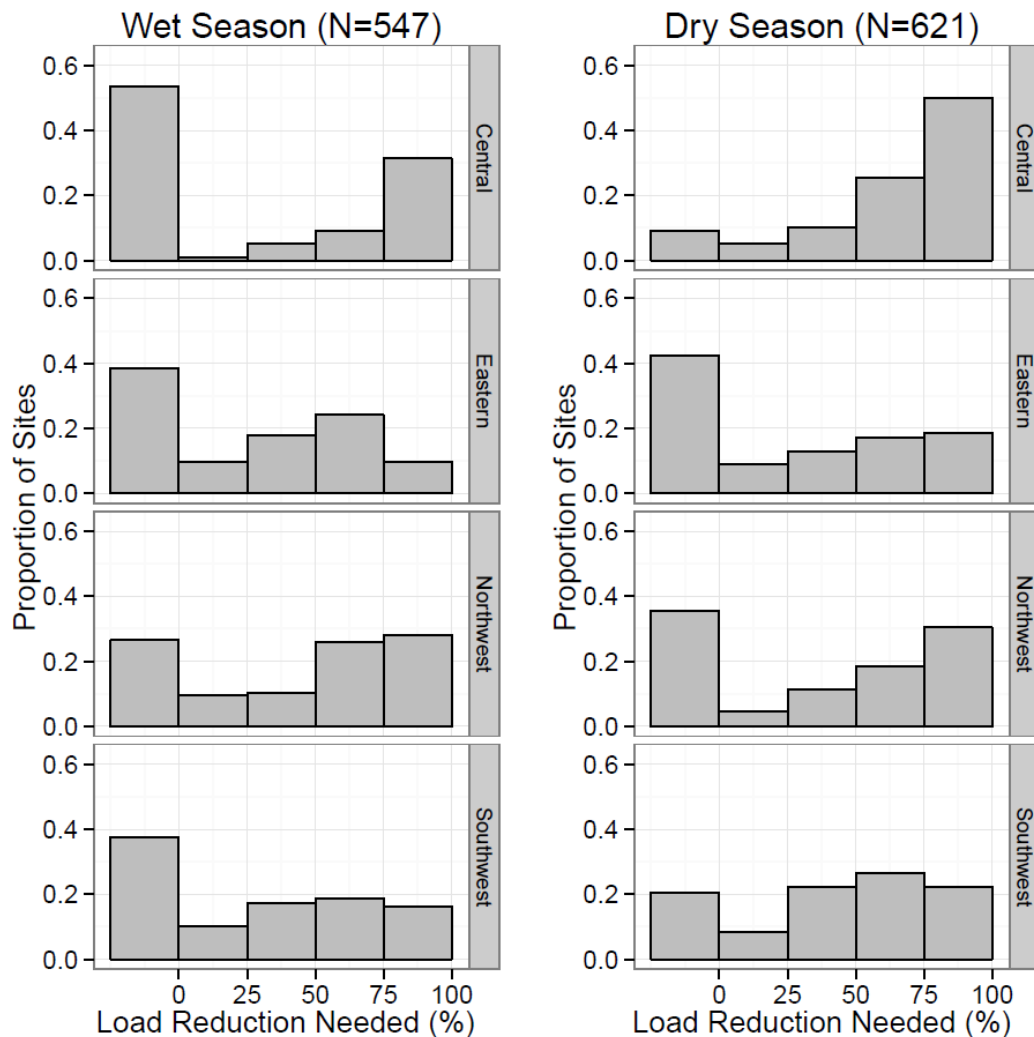 Wet Season (N=547)
Dry Season (N=621)
Proportion of Sites
0.6
0.4
0.2
0.0
Central
0.6
0.4
0.2
0.0
Eastern
0.6
0.4
0.2
0.0
Northwest
0.6
0.4
0.2
0.0
Southwest
0 25 50 75 100
Load Reduction Needed (%)
Proportion of Sites
0.6
0.4
0.2
0.0
Central
0.6
0.4
0.2
0.0
Eastern
0.6
0.4
0.2
0.0
Northwest
0.6
0.4
0.2
0.0
Southwest
0 25 50 75 100
Load Reduction Needed (%)